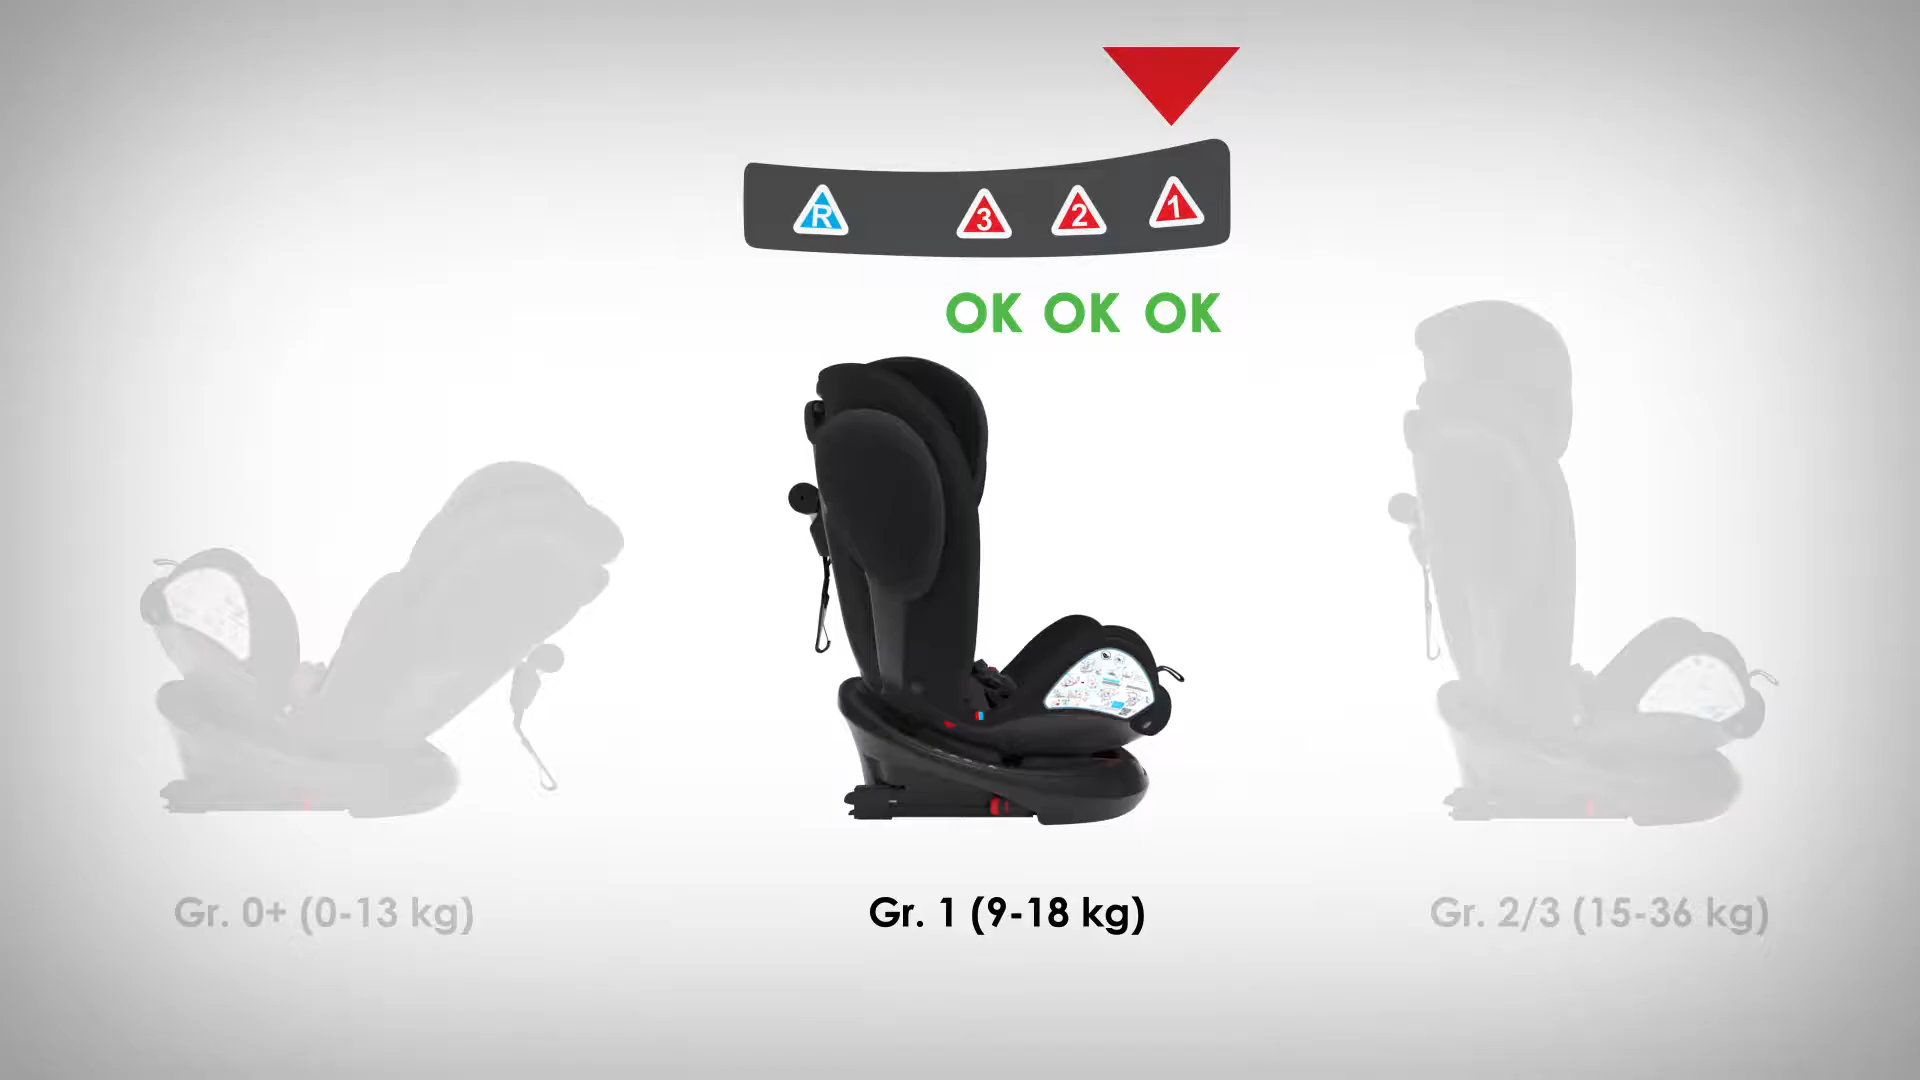 R 3 2 1
OK OK OK
Gr. 0+ (0-13 kg)
Gr. 1 (9-18 kg)
Gr. 2/3 (15-36 kg)